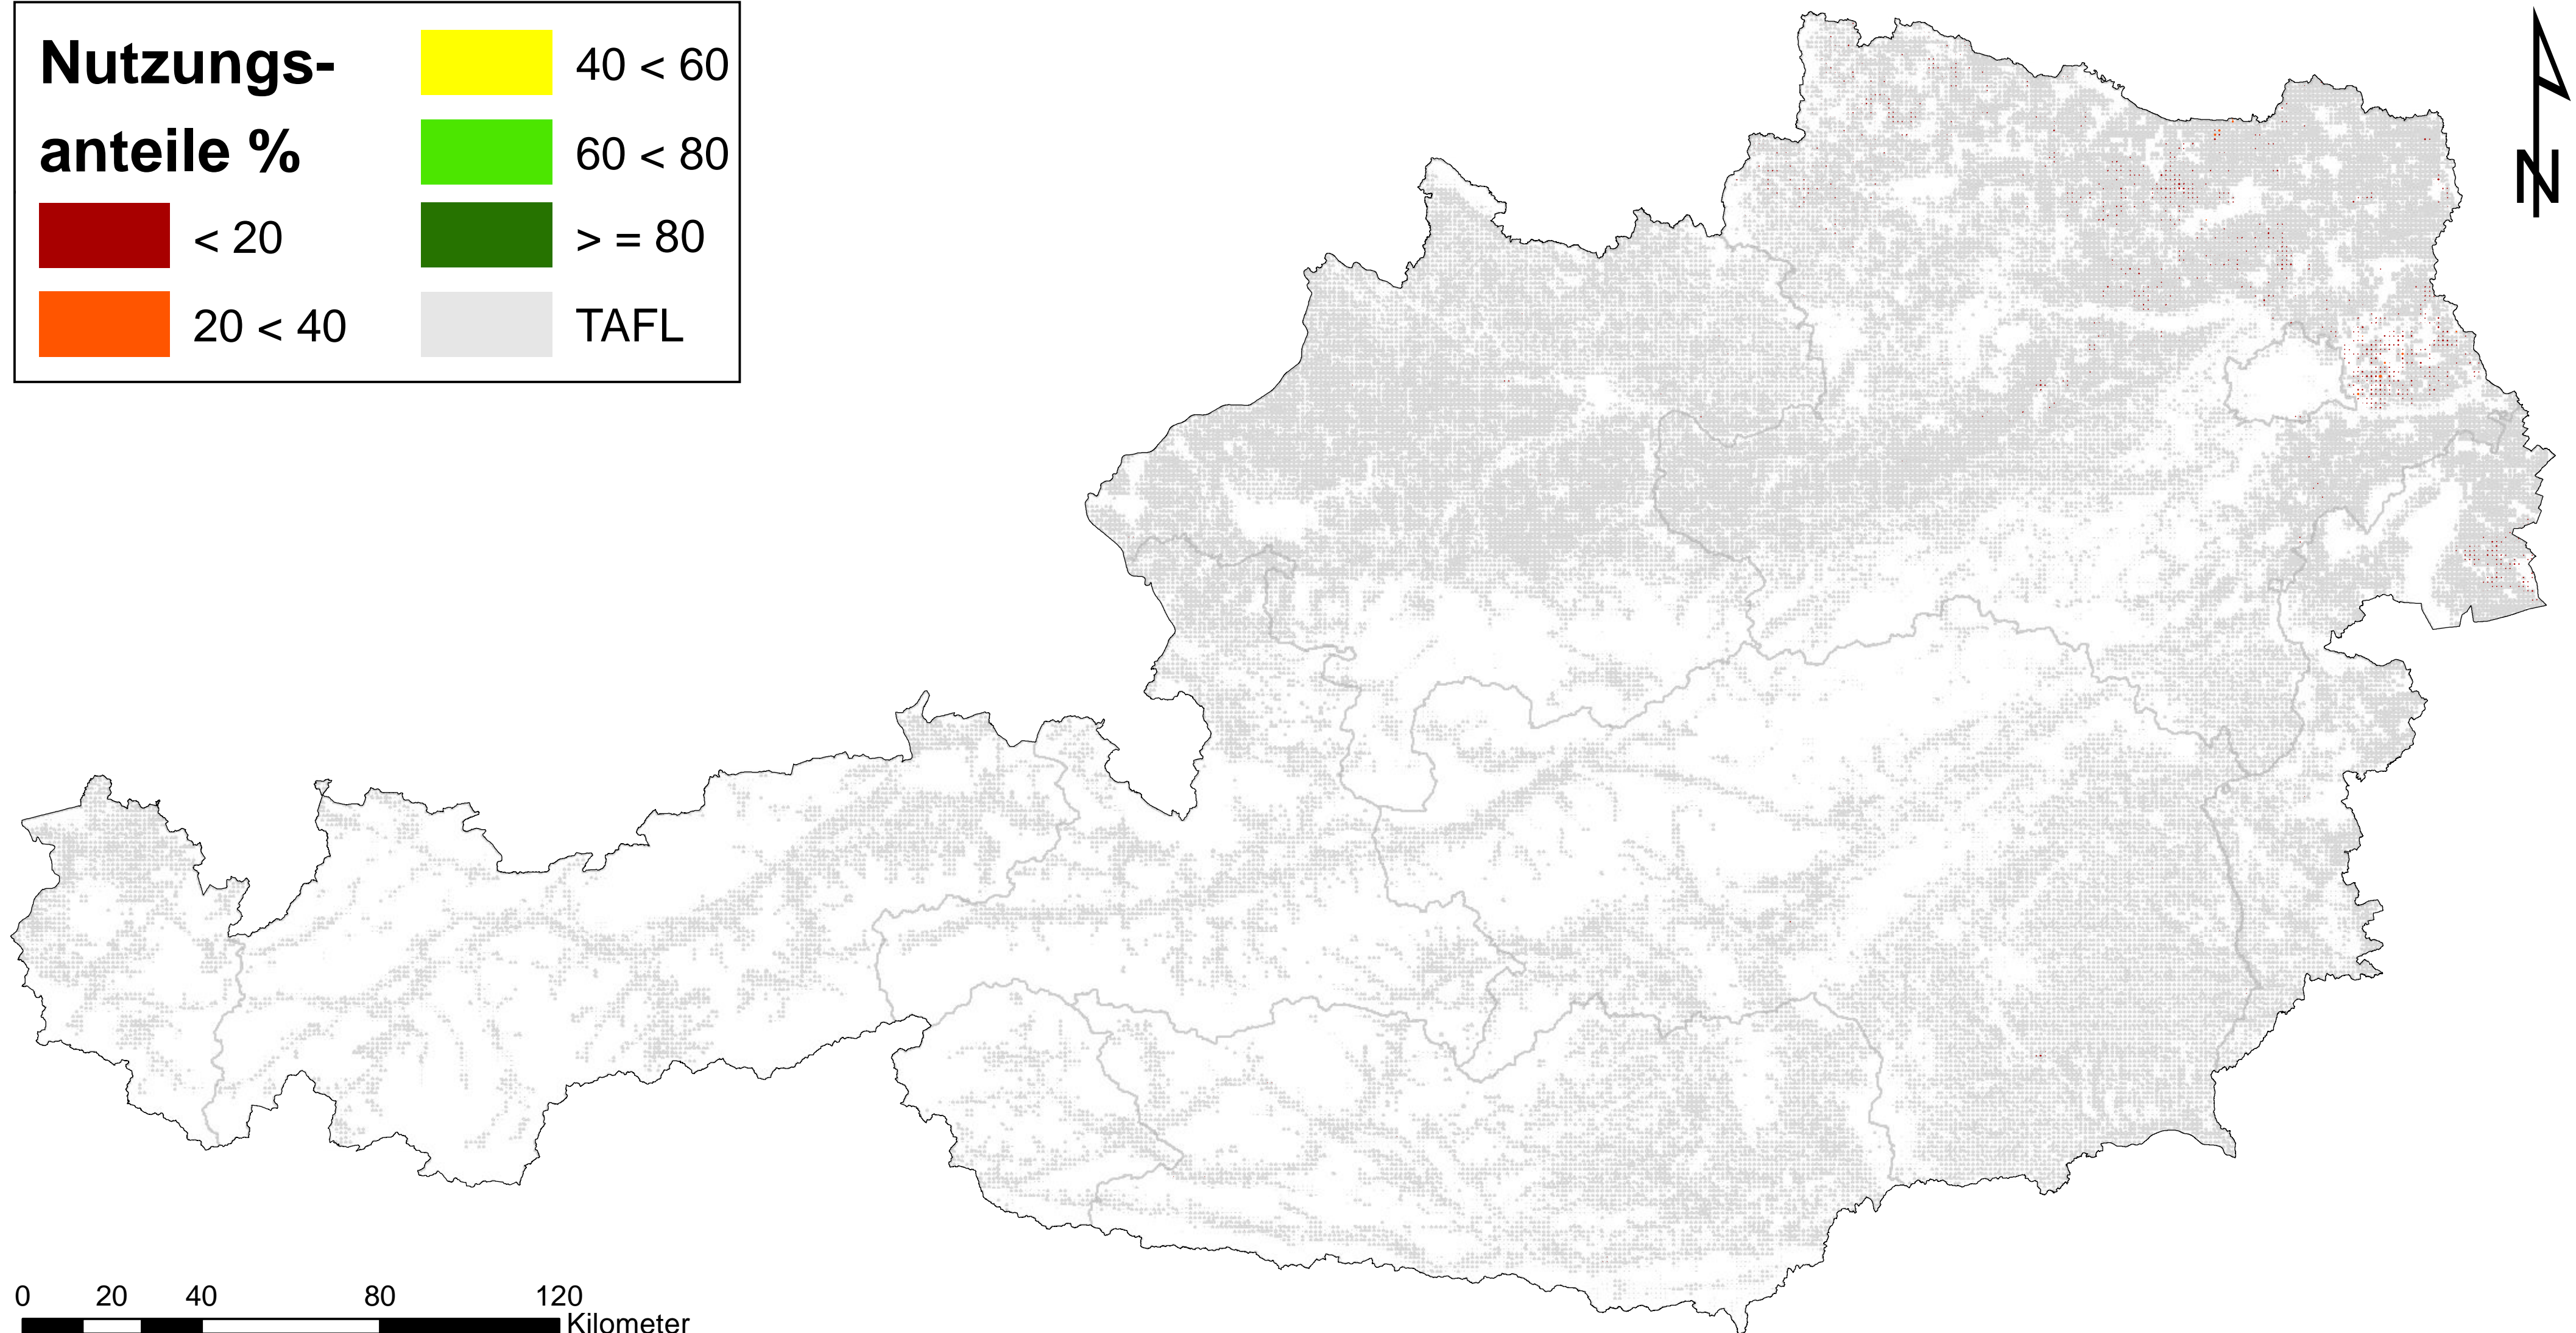 Nutzungs-
anteile %
< 20
20 < 40
40 < 60
60 < 80
> = 80
TAFL
N
0 20 40 80 120
Kilometer